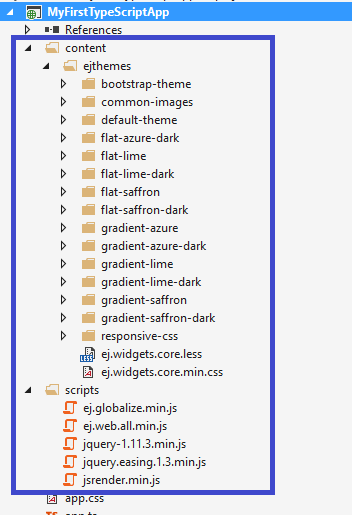 MyFirstTypeScriptApp
References
content
ejthemes
bootstrap-theme
common-images
default-theme
flat-azure-dark
flat-lime
flat-lime-dark
flat-saffron
flat-saffron-dark
gradient-azure
gradient-azure-dark
gradient-lime
gradient-lime-dark
gradient-saffron
gradient-saffron-dark
responsive-css
ej.widgets.core.less
ej.widgets.core.min.css
scripts
ej.globalize.min.js
ej.web.all.min.js
jquery-1.11.3.min.js
jquery.easing.1.3.min.js
jsrender.min.js
app.css